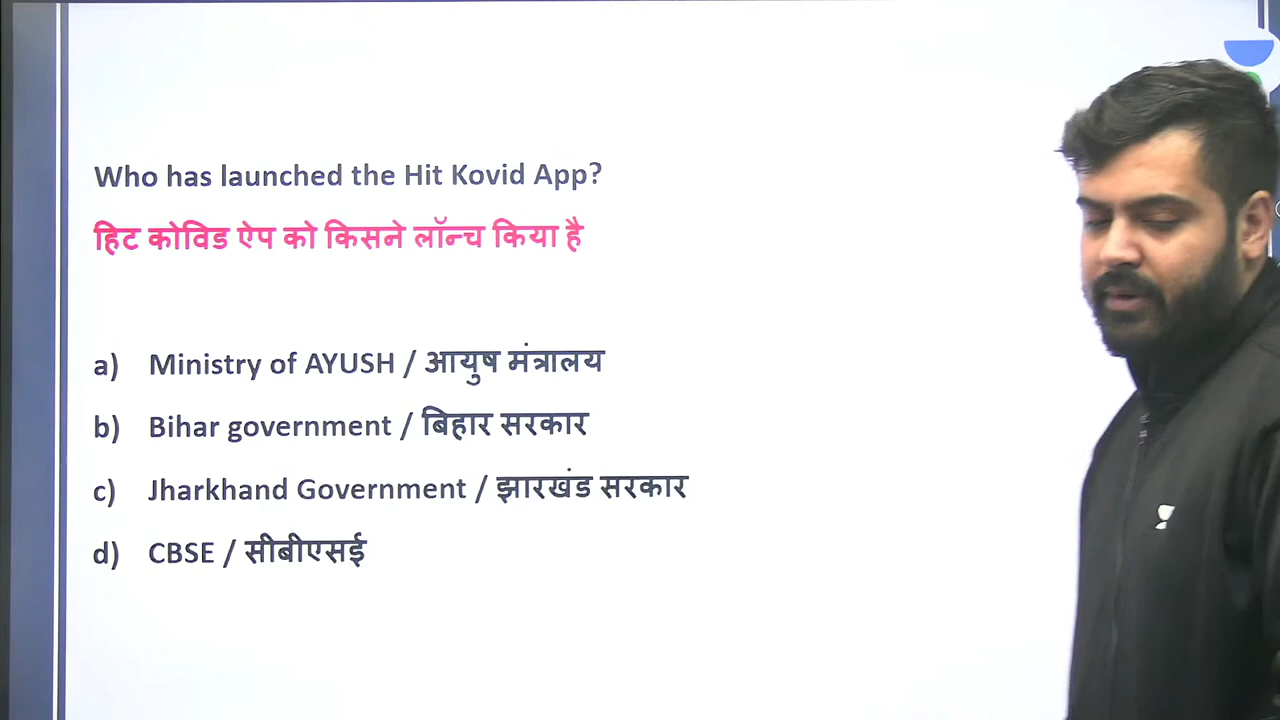 Who has launched the Hit Kovid App?
हिट कोविड ऐप को किसने लॉन्च किया है
a) Ministry of AYUSH / आयुष मंत्रालय
b) Bihar government / बिहार सरकार
c) Jharkhand Government / झारखंड सरकार
d) CBSE / सीबीएसई